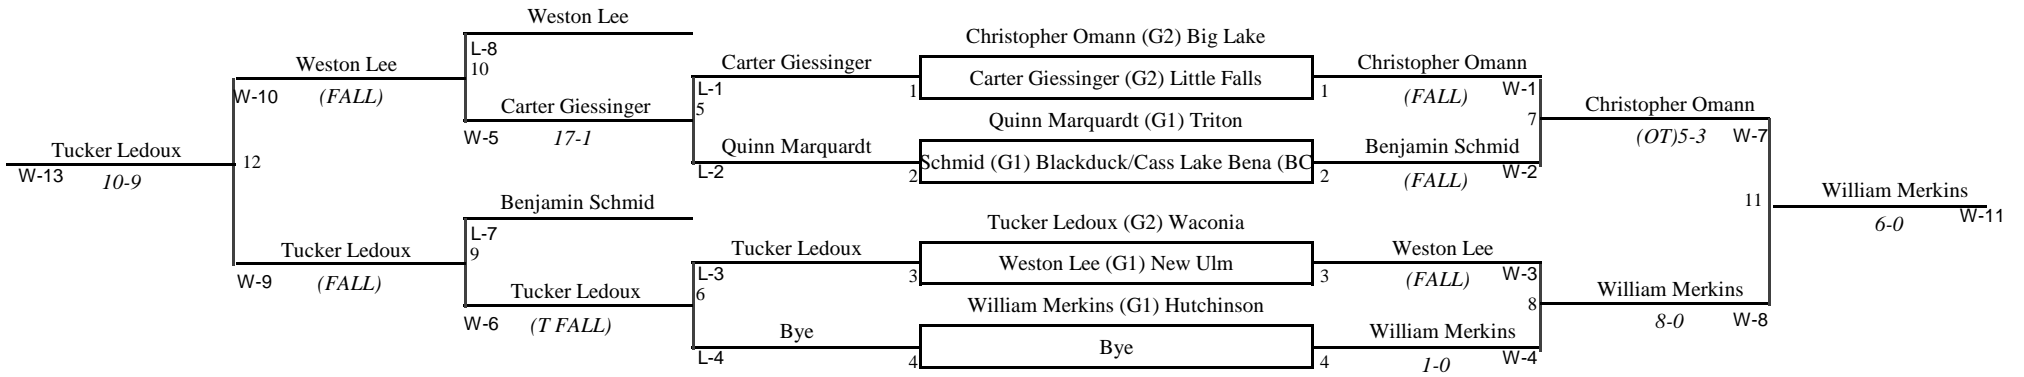 Weston Lee
L-8
10
Weston Lee
W-10
(FALL)
Carter Giessinger
W-5
17-1
Tucker Ledoux
W-13
10-9
12
Benjamin Schmid
L-7
9
Tucker Ledoux
W-9
(FALL)
Tucker Ledoux
W-6
(T FALL)
Carter Giessinger
L-1
5
Quinn Marquardt
L-2
Tucker Ledoux
L-3
6
Bye
L-4
Christopher Omann (G2) Big Lake
Carter Giessinger (G2) Little Falls
1
1
Quinn Marquardt (G1) Triton
Schmid (G1) Blackduck/Cass Lake Bena (BC
2
2
Tucker Ledoux (G2) Waconia
Weston Lee (G1) New Ulm
3
3
William Merkins (G1) Hutchinson
Bye
4
4
Christopher Omann
(FALL)
W-1
7
Benjamin Schmid
(FALL)
W-2
Weston Lee
(FALL)
W-3
8
William Merkins
1-0
W-4
Christopher Omann
(OT)5-3
W-7
11
William Merkins
8-0
W-8
William Merkins
6-0
W-11